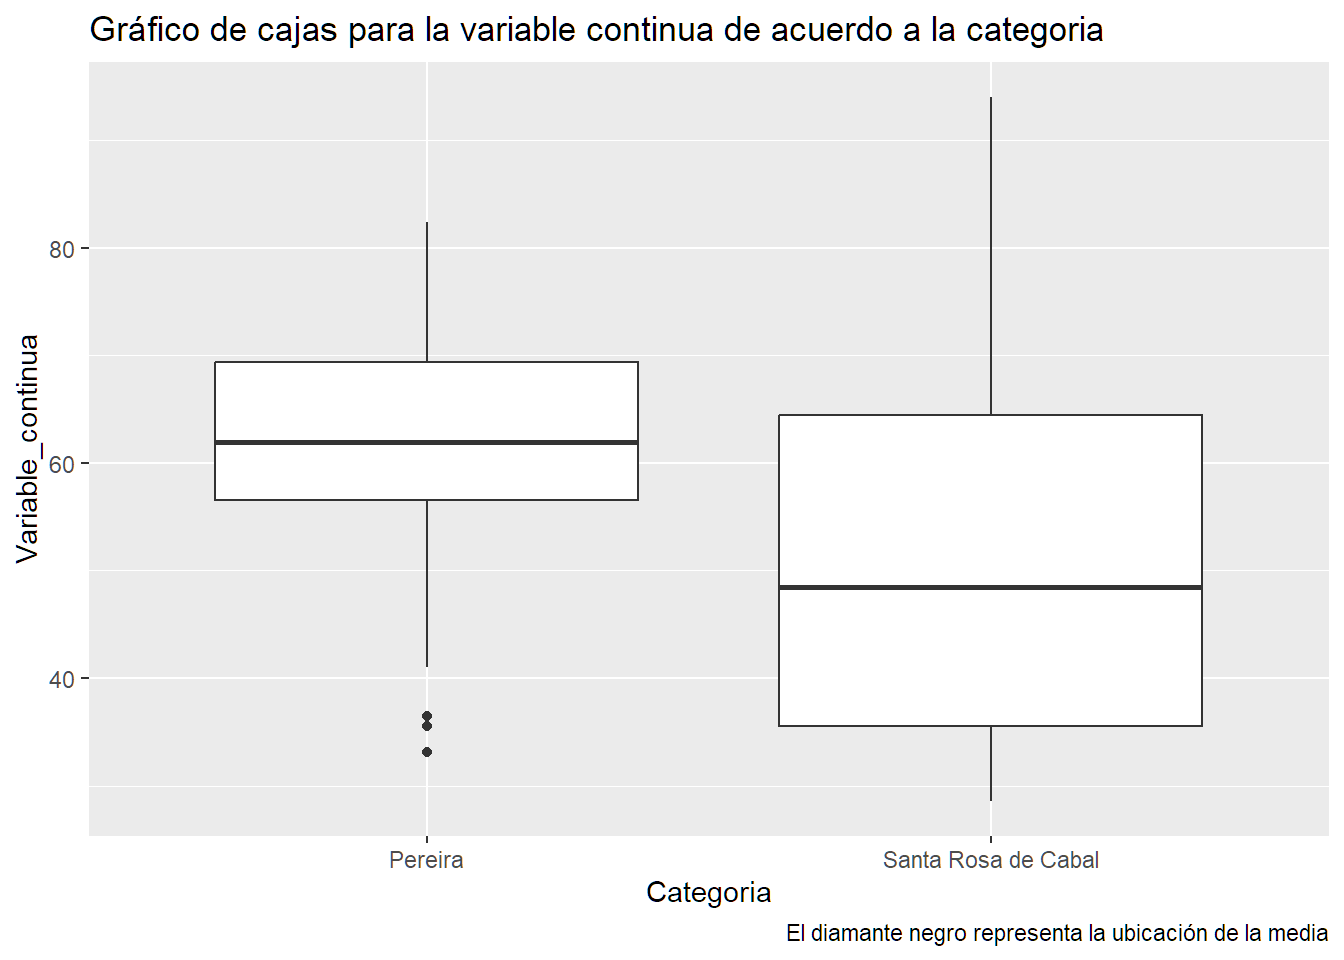 Gráfico de cajas para la variable continua de acuerdo a la categoria
Variable_continua
80
60
40
Pereira
Santa Rosa de Cabal
Categoria
El diamante negro representa la ubicación de la media